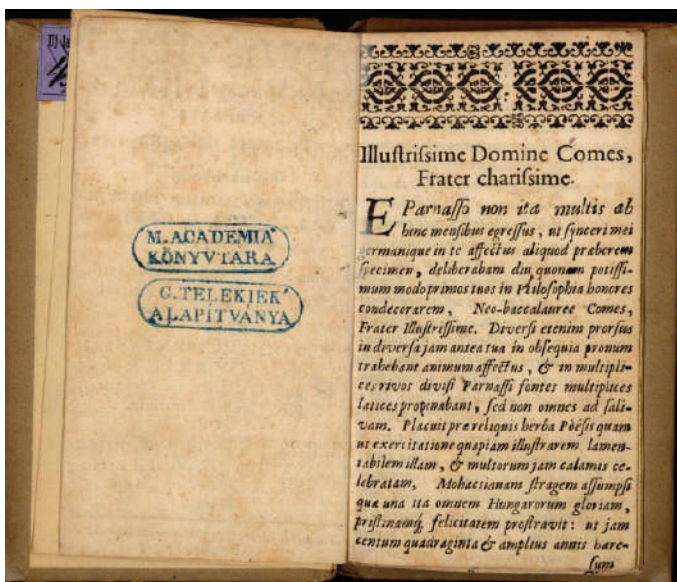 M. ACADEMIA
KÖNYVTARA
G. TELEKIEK
ALAPITVÁNYA
Illuſtriſsime Domine Comes,
Frater chariſsime.
E Parnaſſo non ita multis ab
hinc menſibus egreſſus, ut ſynceri mei
germanique in te affectus aliquod præberem
ſpecimen, deliberabam diu quonam potiſſi-
mum modo primos tuos in Philoſophia honores
condecorarem, Neo-baccalauree Comes,
Frater Illuſtriſſime. Diverſi etenim prorſus
in diverſa jam antea tua in obſequia pronum
trahebant animum affectus, & in multipli-
ces rivos diviſi Parnaſſi fontes multiplices
latices propinabant, ſed non omnes ad ſali-
vam. Placuit præ reliquis herba Poëſis quam
ut exercitatione quapiam illuſtrarem lamen-
tabilem illam, & multorum jam calamis ce-
lebratam, Mohacsianam ſtragem aſſumpſi
quæ una ita omnem Hungarorum gloriam,
priſtinamq; felicitatem proſtravit: ut jam
centum quadraginta & amplius annis hære-
ſum